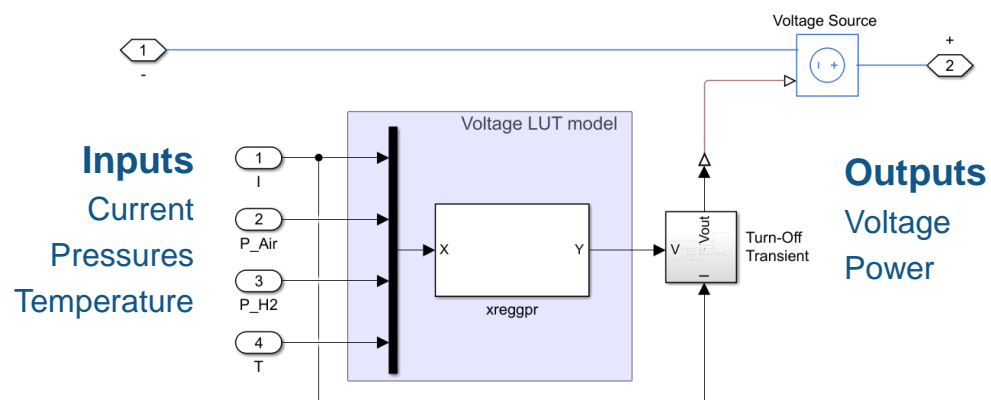 Voltage Source
1
-
+
2
Voltage LUT model
Inputs
Current
Pressures
Temperature
1
I
2
P_Air
3
P_H2
4
T
X
Y
xreggpr
V
Vout
I
Turn-Off
Transient
- +
Outputs
Voltage
Power